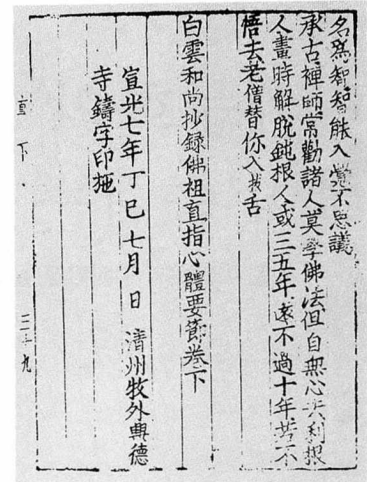 名爲智智能入覺不思議
承古禪師常勸諸人莫學佛法但自無心去利根
人畫時解脫鈍根人或三五年遠不過十年若不
悟去老僧替你入拔舌
白雲和尚抄錄佛祖直指心體要節卷下
宣光七年丁巳七月 日 清州牧外興德
寺鑄字印施
下 三十九